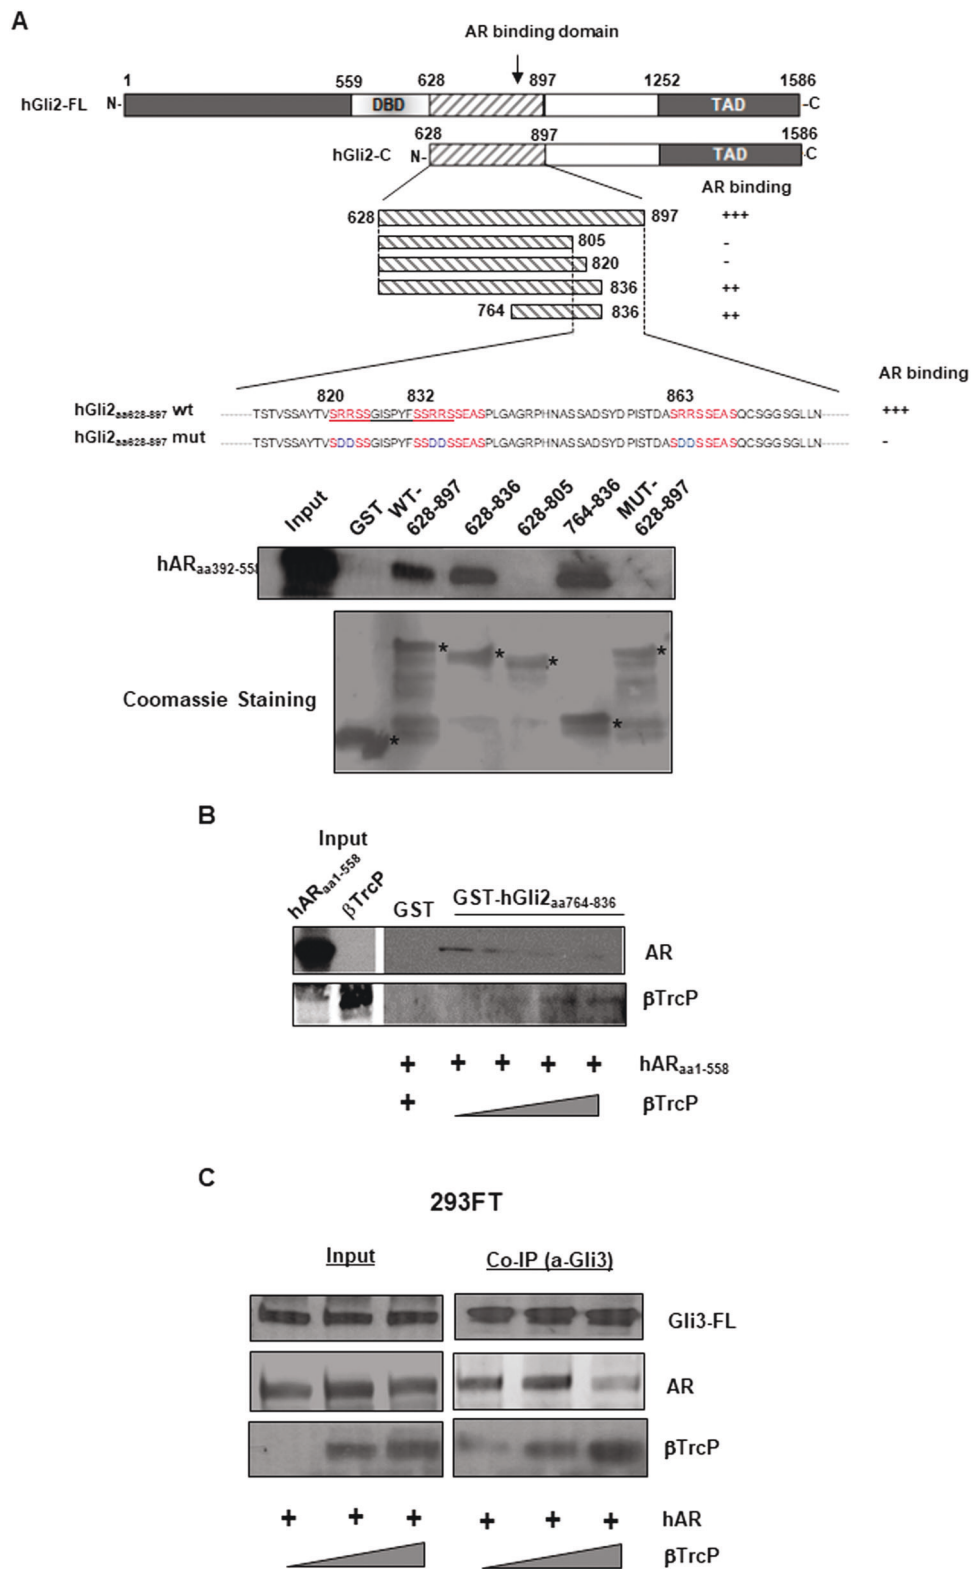 A
AR binding domain
1 559 628 897 1252 1586
hGli2-FL N- DBD TAD -C
628 897 1586
hGli2-C N- TAD -C
AR binding
628 897 +++
805 -
820 -
836 ++
764 836 ++
AR binding
820 832 863
hGli2aa628-897 wt TSTVSSAYTVSRRSSGISPYFSSRRSSEASPLGAGRPHNASSADSYDPISTDASRRSSEASQCSGGSGLLN +++
hGli2aa628-897 mut TSTVSSAYTVSDDSSGISPYFSSDDSSEASPLGAGRPHNASSADSYDPISTDASDDSSEASQCSGGSGLLN -
Input GST WT-628-897 628-836 628-805 764-836 MUT-628-897
hARaa392-558
* * * * * *
Coomassie Staining
B
Input
hARaa1-558 βTrcP GST GST-hGli2aa764-836
AR
βTrcP
+ + + + + hARaa1-558
+ βTrcP
C
293FT
Input Co-IP (a-Gli3)
Gli3-FL
AR
βTrcP
+ + + + + + hAR
βTrcP